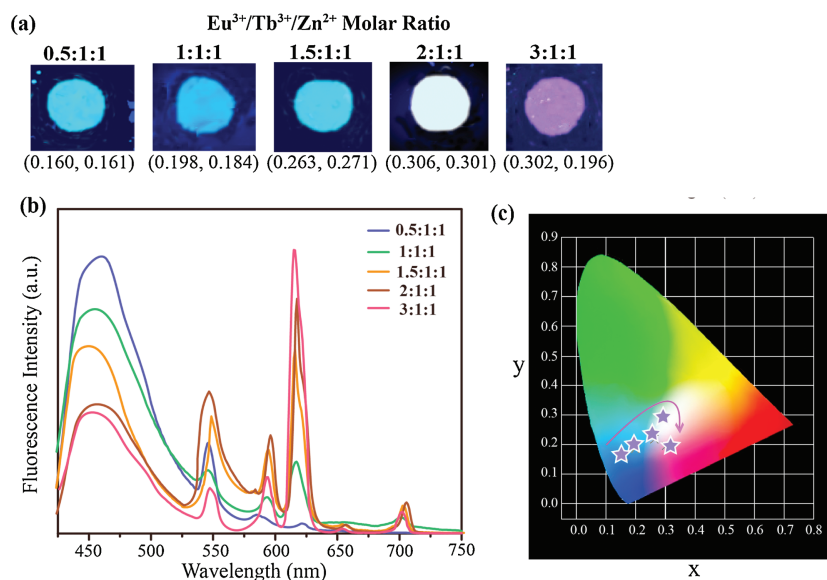 (a)
Eu³⁺/Tb³⁺/Zn²⁺ Molar Ratio
0.5:1:1 1:1:1 1.5:1:1 2:1:1 3:1:1
(0.160, 0.161) (0.198, 0.184) (0.263, 0.271) (0.306, 0.301) (0.302, 0.196)
(b)
Fluorescence Intensity (a.u.)
0.5:1:1
1:1:1
1.5:1:1
2:1:1
3:1:1
450 500 550 600 650 700 750
Wavelength (nm)
(c)
y
0.9
0.8
0.7
0.6
0.5
0.4
0.3
0.2
0.1
0.0
0.0 0.1 0.2 0.3 0.4 0.5 0.6 0.7 0.8
x